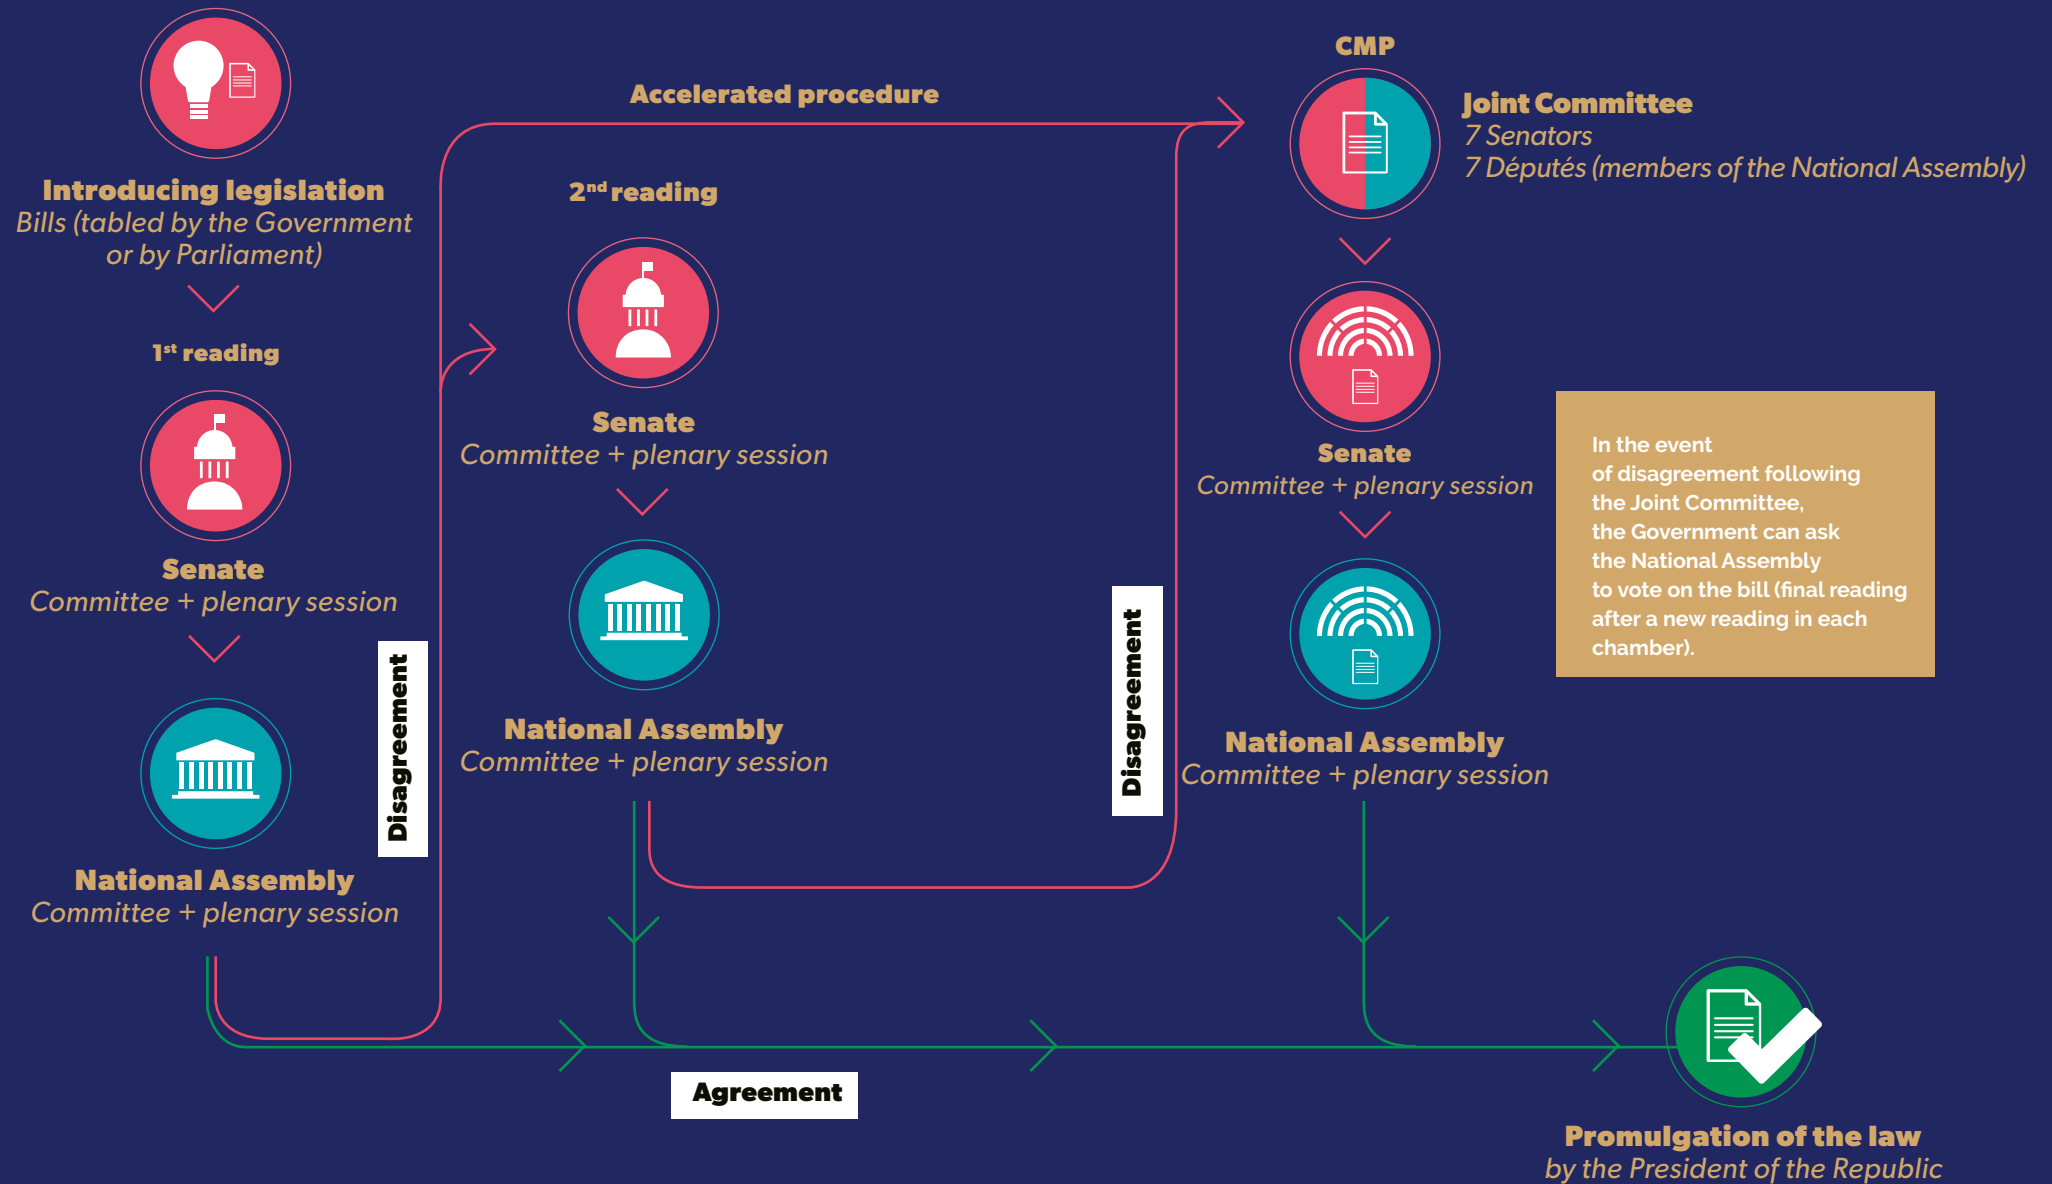 Introducing legislation
Bills (tabled by the Government
or by Parliament)
1st reading
Senate
Committee + plenary session
National Assembly
Committee + plenary session
Disagreement
Accelerated procedure
2nd reading
Senate
Committee + plenary session
National Assembly
Committee + plenary session
Disagreement
CMP
Joint Committee
7 Senators
7 Députés (members of the National Assembly)
Senate
Committee + plenary session
National Assembly
Committee + plenary session
In the event
of disagreement following
the Joint Committee,
the Government can ask
the National Assembly
to vote on the bill (final reading
after a new reading in each
chamber).
Agreement
Promulgation of the law
by the President of the Republic